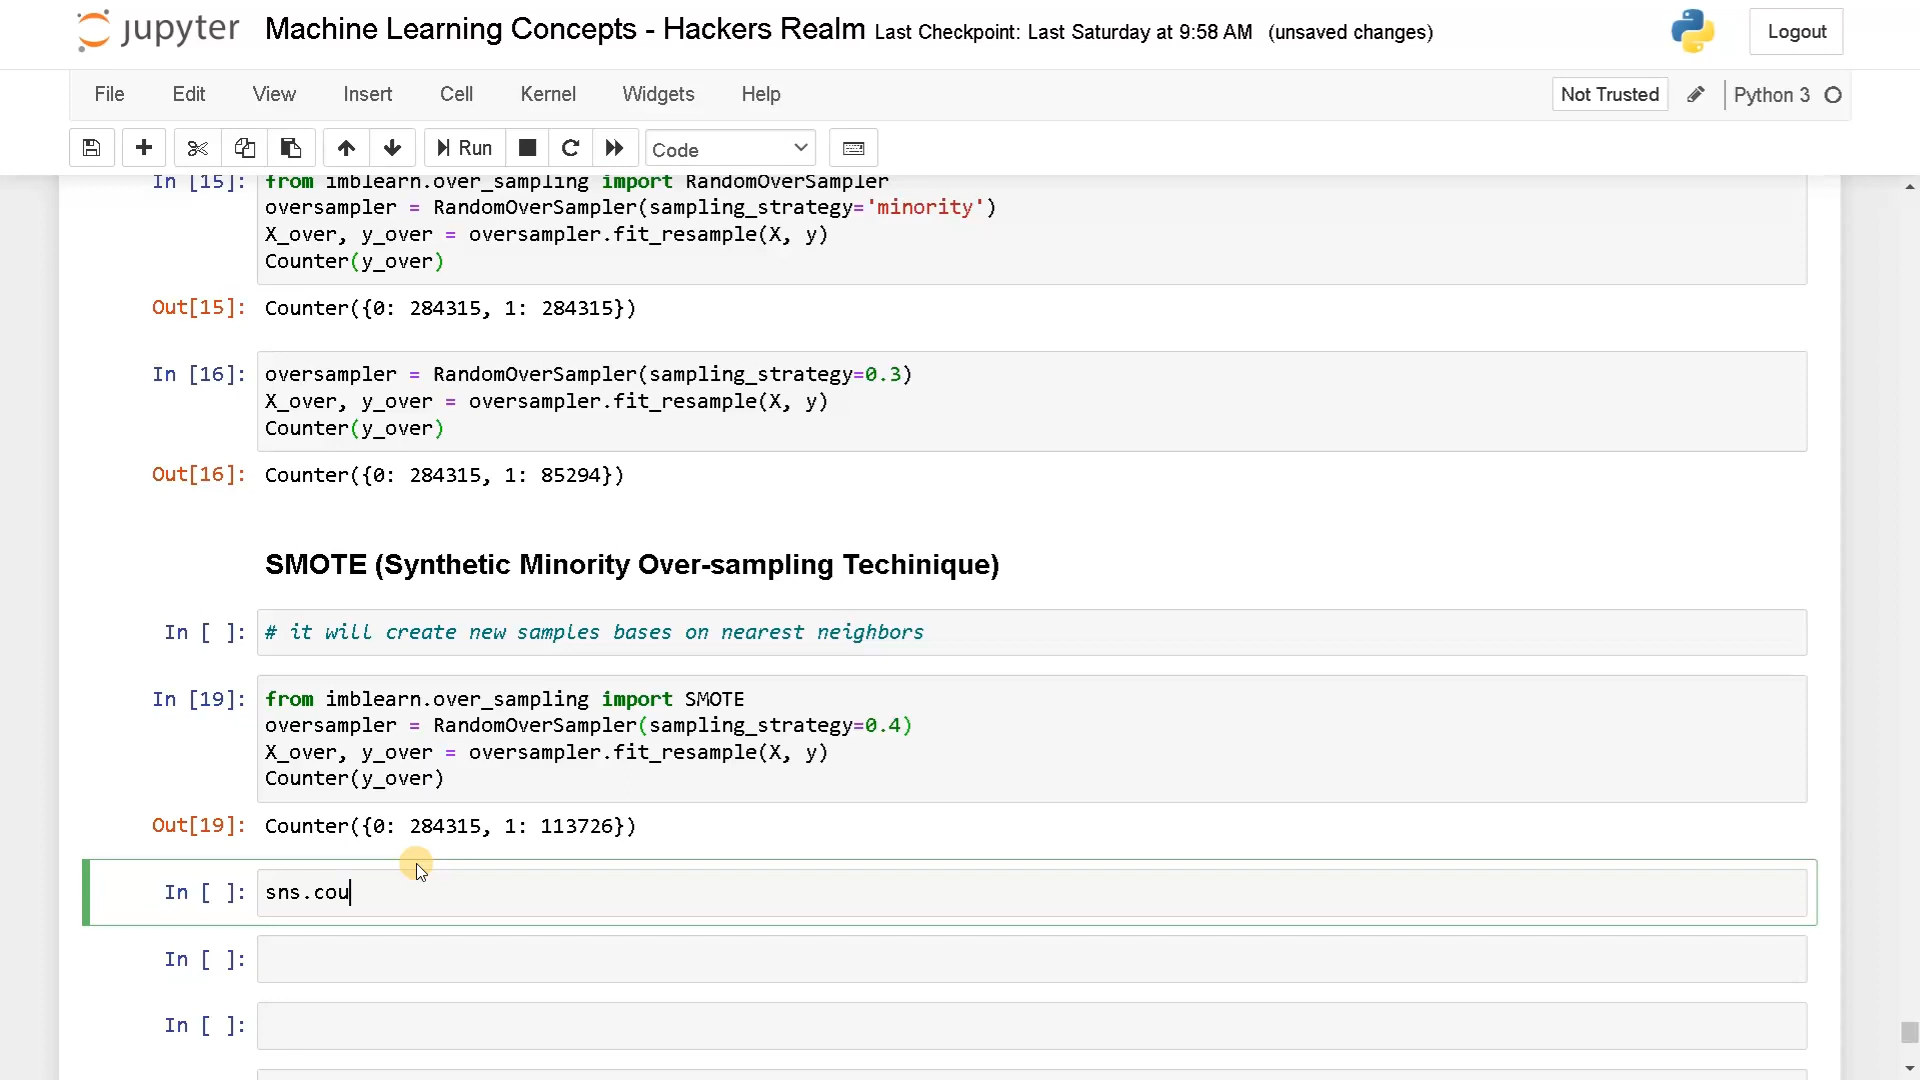 jupyter Machine Learning Concepts - Hackers Realm Last Checkpoint: Last Saturday at 9:58 AM (unsaved changes) Logout
File Edit View Insert Cell Kernel Widgets Help Not Trusted Python 3
Run Code
In [15]: from imblearn.over_sampling import RandomOverSampler
oversampler = RandomOverSampler(sampling_strategy='minority')
X_over, y_over = oversampler.fit_resample(X, y)
Counter(y_over)
Out[15]: Counter({0: 284315, 1: 284315})
In [16]: oversampler = RandomOverSampler(sampling_strategy=0.3)
X_over, y_over = oversampler.fit_resample(X, y)
Counter(y_over)
Out[16]: Counter({0: 284315, 1: 85294})
SMOTE (Synthetic Minority Over-sampling Techinique)
In [ ]: # it will create new samples bases on nearest neighbors
In [19]: from imblearn.over_sampling import SMOTE
oversampler = RandomOverSampler(sampling_strategy=0.4)
X_over, y_over = oversampler.fit_resample(X, y)
Counter(y_over)
Out[19]: Counter({0: 284315, 1: 113726})
In [ ]: sns.cou
In [ ]:
In [ ]: